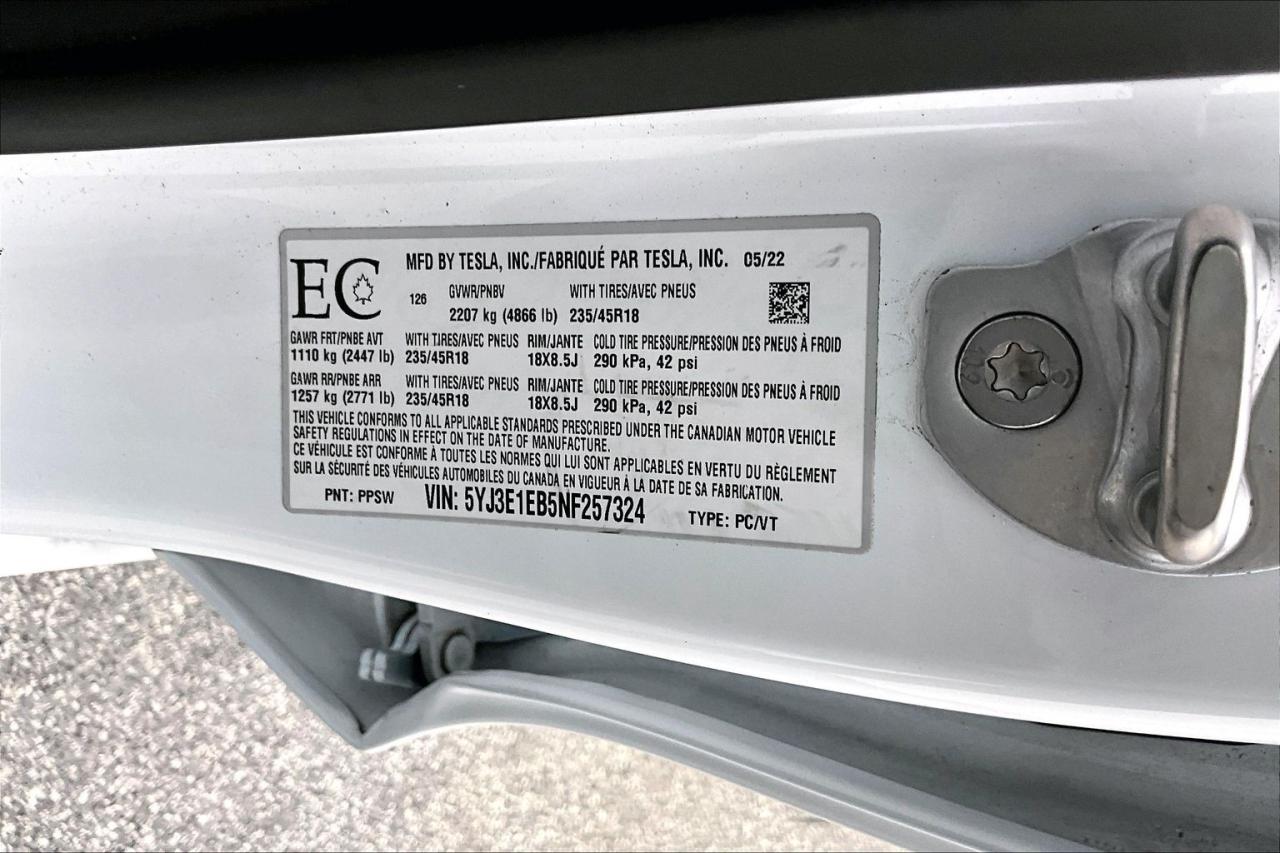 EC
MFD BY TESLA, INC./FABRIQUÉ PAR TESLA, INC. 05/22
126 GVWR/PNBV WITH TIRES/AVEC PNEUS
2207 kg (4866 lb) 235/45R18
GAWR FRT/PNBE AVT WITH TIRES/AVEC PNEUS RIM/JANTE COLD TIRE PRESSURE/PRESSION DES PNEUS À FROID
1110 kg (2447 lb) 235/45R18 18X8.5J 290 kPa, 42 psi
GAWR RR/PNBE ARR WITH TIRES/AVEC PNEUS RIM/JANTE COLD TIRE PRESSURE/PRESSION DES PNEUS À FROID
1257 kg (2771 lb) 235/45R18 18X8.5J 290 kPa, 42 psi
THIS VEHICLE CONFORMS TO ALL APPLICABLE STANDARDS PRESCRIBED UNDER THE CANADIAN MOTOR VEHICLE
SAFETY REGULATIONS IN EFFECT ON THE DATE OF MANUFACTURE.
CE VÉHICULE EST CONFORME À TOUTES LES NORMES QUI LUI SONT APPLICABLES EN VERTU DU RÈGLEMENT
SUR LA SÉCURITÉ DES VÉHICULES AUTOMOBILES DU CANADA EN VIGUEUR À LA DATE DE SA FABRICATION.
PNT: PPSW VIN: 5YJ3E1EB5NF257324 TYPE: PC/VT